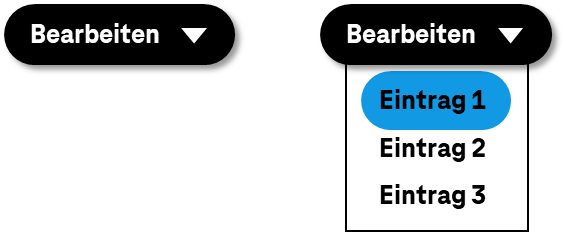 Bearbeiten
Bearbeiten
Eintrag 1
Eintrag 2
Eintrag 3